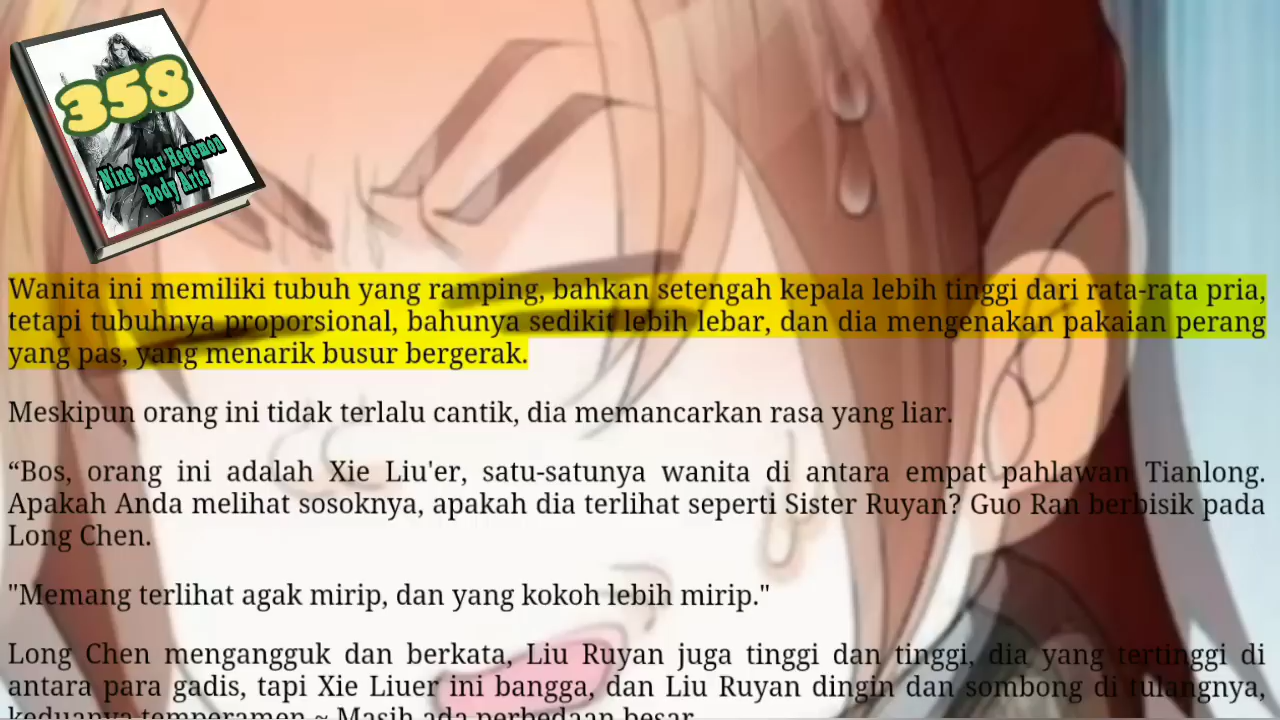 358
Nine Star Hegemon
Body Arts
Wanita ini memiliki tubuh yang ramping, bahkan setengah kepala lebih tinggi dari rata-rata pria,
tetapi tubuhnya proporsional, bahunya sedikit lebih lebar, dan dia mengenakan pakaian perang
yang pas, yang menarik busur bergerak.
Meskipun orang ini tidak terlalu cantik, dia memancarkan rasa yang liar.
“Bos, orang ini adalah Xie Liu'er, satu-satunya wanita di antara empat pahlawan Tianlong.
Apakah Anda melihat sosoknya, apakah dia terlihat seperti Sister Ruyan? Guo Ran berbisik pada
Long Chen.
"Memang terlihat agak mirip, dan yang kokoh lebih mirip."
Long Chen mengangguk dan berkata, Liu Ruyan juga tinggi dan tinggi, dia yang tertinggi di
antara para gadis, tapi Xie Liuer ini bangga, dan Liu Ruyan dingin dan sombong di tulangnya,
keduanya temperamen ~ Masih ada perbedaan besar.